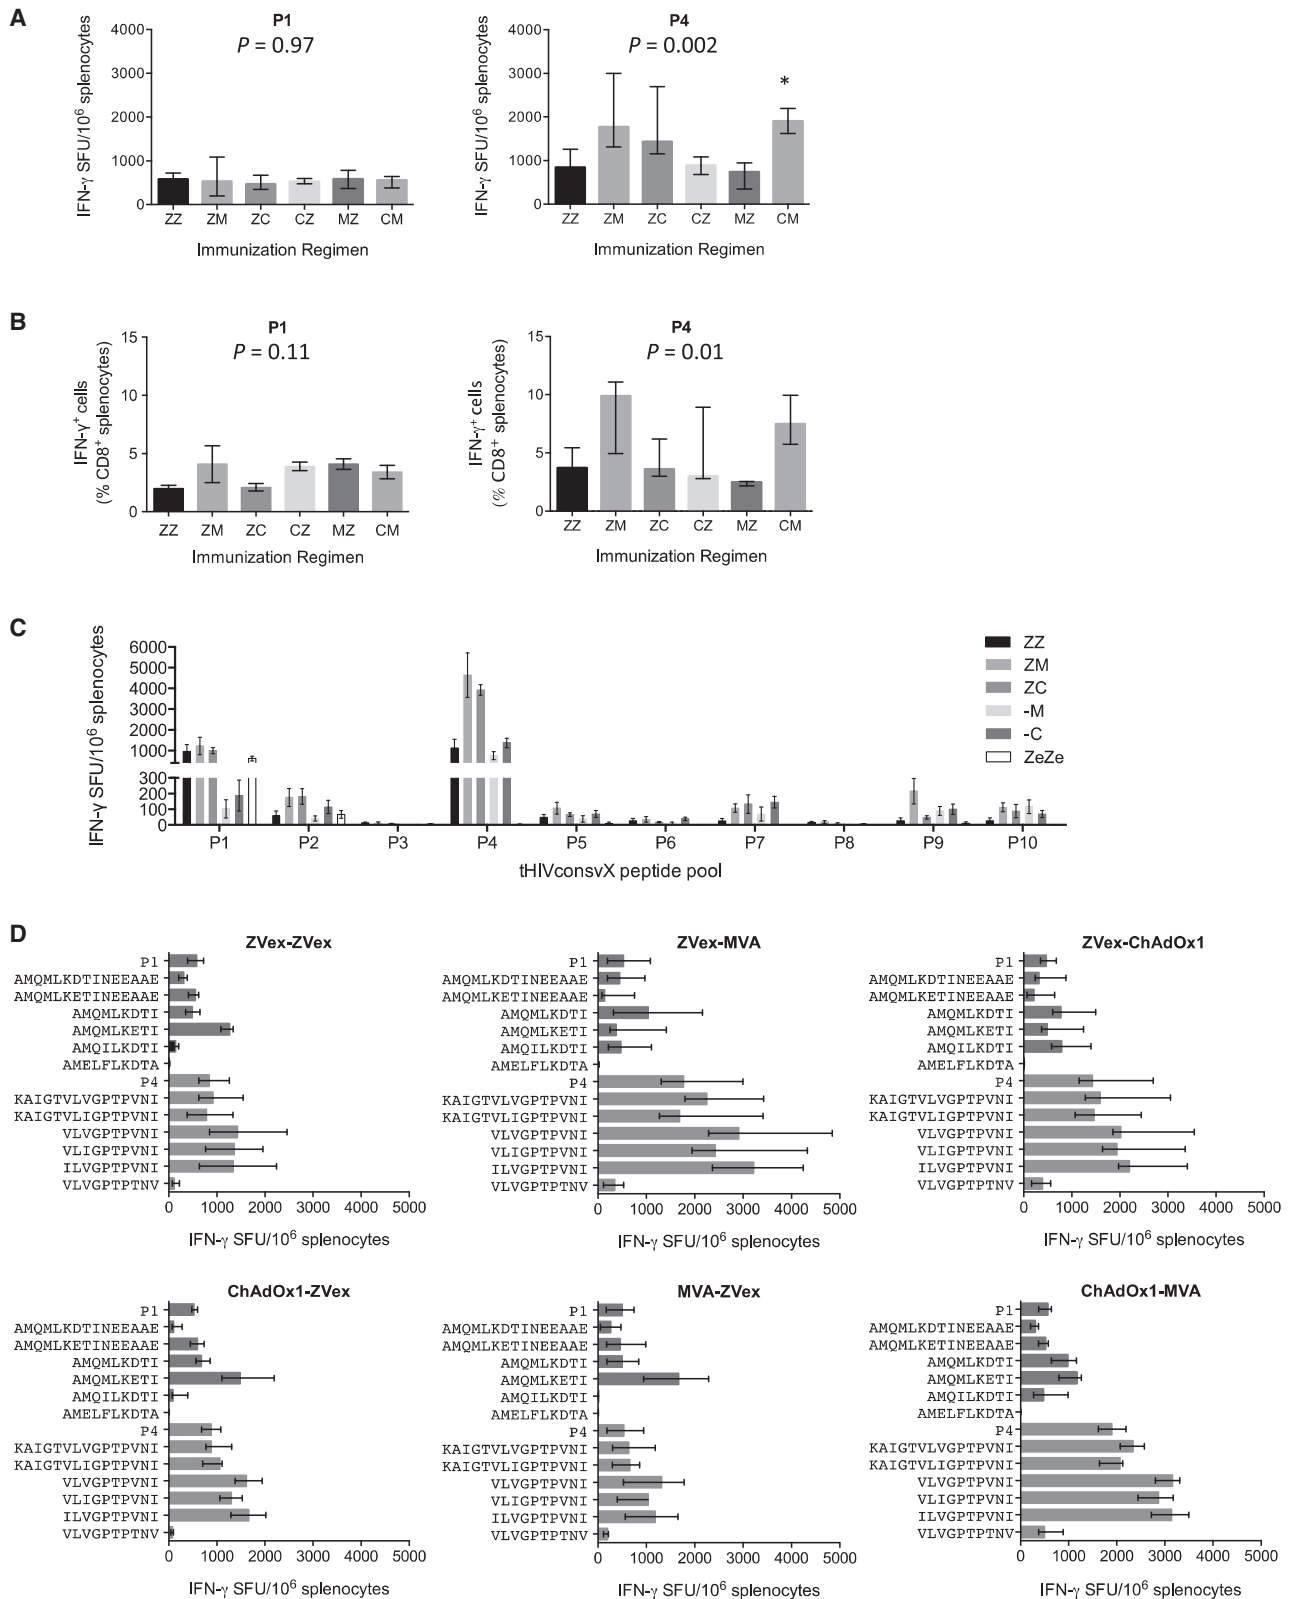 A
P1
P = 0.97
IFN-γ SFU/10⁶ splenocytes
4000
3000
2000
1000
0
ZZ ZM ZC CZ MZ CM
Immunization Regimen
P4
P = 0.002
*
IFN-γ SFU/10⁶ splenocytes
4000
3000
2000
1000
0
ZZ ZM ZC CZ MZ CM
Immunization Regimen
B
P1
P = 0.11
IFN-γ⁺ cells
(% CD8⁺ splenocytes)
15
10
5
0
ZZ ZM ZC CZ MZ CM
Immunization Regimen
P4
P = 0.01
IFN-γ⁺ cells
(% CD8⁺ splenocytes)
15
10
5
0
ZZ ZM ZC CZ MZ CM
Immunization Regimen
C
IFN-γ SFU/10⁶ splenocytes
6000
5000
4000
3000
2000
1000
300
200
100
0
P1 P2 P3 P4 P5 P6 P7 P8 P9 P10
tHIVconsvX peptide pool
ZZ
ZM
ZC
-M
-C
ZeZe
D
ZVex-ZVex
P1
AMQMLKDTINEEAAE
AMQMLKETINEEAAE
AMQMLKDTI
AMQMLKETI
AMQILKDTI
AMELFLKDTA
P4
KAIGTVLVGPTPVNI
KAIGTVLIGPTPVNI
VLVGPTPVNI
VLIGPTPVNI
ILVGPTPVNI
VLVGPTPTNV
0 1000 2000 3000 4000 5000
IFN-γ SFU/10⁶ splenocytes
ZVex-MVA
P1
AMQMLKDTINEEAAE
AMQMLKETINEEAAE
AMQMLKDTI
AMQMLKETI
AMQILKDTI
AMELFLKDTA
P4
KAIGTVLVGPTPVNI
KAIGTVLIGPTPVNI
VLVGPTPVNI
VLIGPTPVNI
ILVGPTPVNI
VLVGPTPTNV
0 1000 2000 3000 4000 5000
IFN-γ SFU/10⁶ splenocytes
ZVex-ChAdOx1
P1
AMQMLKDTINEEAAE
AMQMLKETINEEAAE
AMQMLKDTI
AMQMLKETI
AMQILKDTI
AMELFLKDTA
P4
KAIGTVLVGPTPVNI
KAIGTVLIGPTPVNI
VLVGPTPVNI
VLIGPTPVNI
ILVGPTPVNI
VLVGPTPTNV
0 1000 2000 3000 4000 5000
IFN-γ SFU/10⁶ splenocytes
ChAdOx1-ZVex
P1
AMQMLKDTINEEAAE
AMQMLKETINEEAAE
AMQMLKDTI
AMQMLKETI
AMQILKDTI
AMELFLKDTA
P4
KAIGTVLVGPTPVNI
KAIGTVLIGPTPVNI
VLVGPTPVNI
VLIGPTPVNI
ILVGPTPVNI
VLVGPTPTNV
0 1000 2000 3000 4000 5000
IFN-γ SFU/10⁶ splenocytes
MVA-ZVex
P1
AMQMLKDTINEEAAE
AMQMLKETINEEAAE
AMQMLKDTI
AMQMLKETI
AMQILKDTI
AMELFLKDTA
P4
KAIGTVLVGPTPVNI
KAIGTVLIGPTPVNI
VLVGPTPVNI
VLIGPTPVNI
ILVGPTPVNI
VLVGPTPTNV
0 1000 2000 3000 4000 5000
IFN-γ SFU/10⁶ splenocytes
ChAdOx1-MVA
P1
AMQMLKDTINEEAAE
AMQMLKETINEEAAE
AMQMLKDTI
AMQMLKETI
AMQILKDTI
AMELFLKDTA
P4
KAIGTVLVGPTPVNI
KAIGTVLIGPTPVNI
VLVGPTPVNI
VLIGPTPVNI
ILVGPTPVNI
VLVGPTPTNV
0 1000 2000 3000 4000 5000
IFN-γ SFU/10⁶ splenocytes